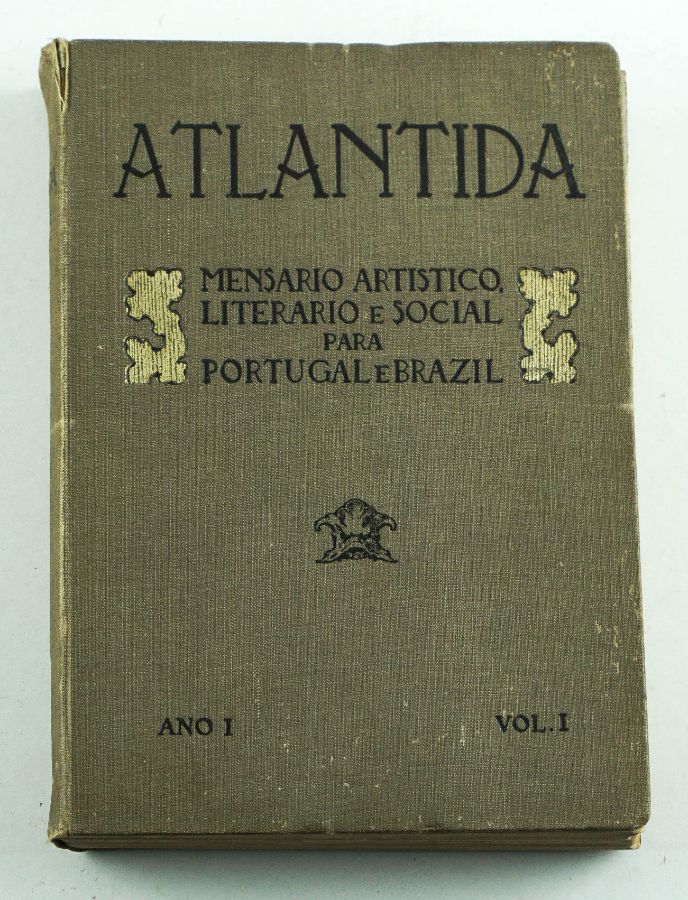 ATLANTIDA
MENSARIO ARTISTICO,
LITERARIO E SOCIAL
PARA
PORTUGAL E BRAZIL
ANO I
VOL. I